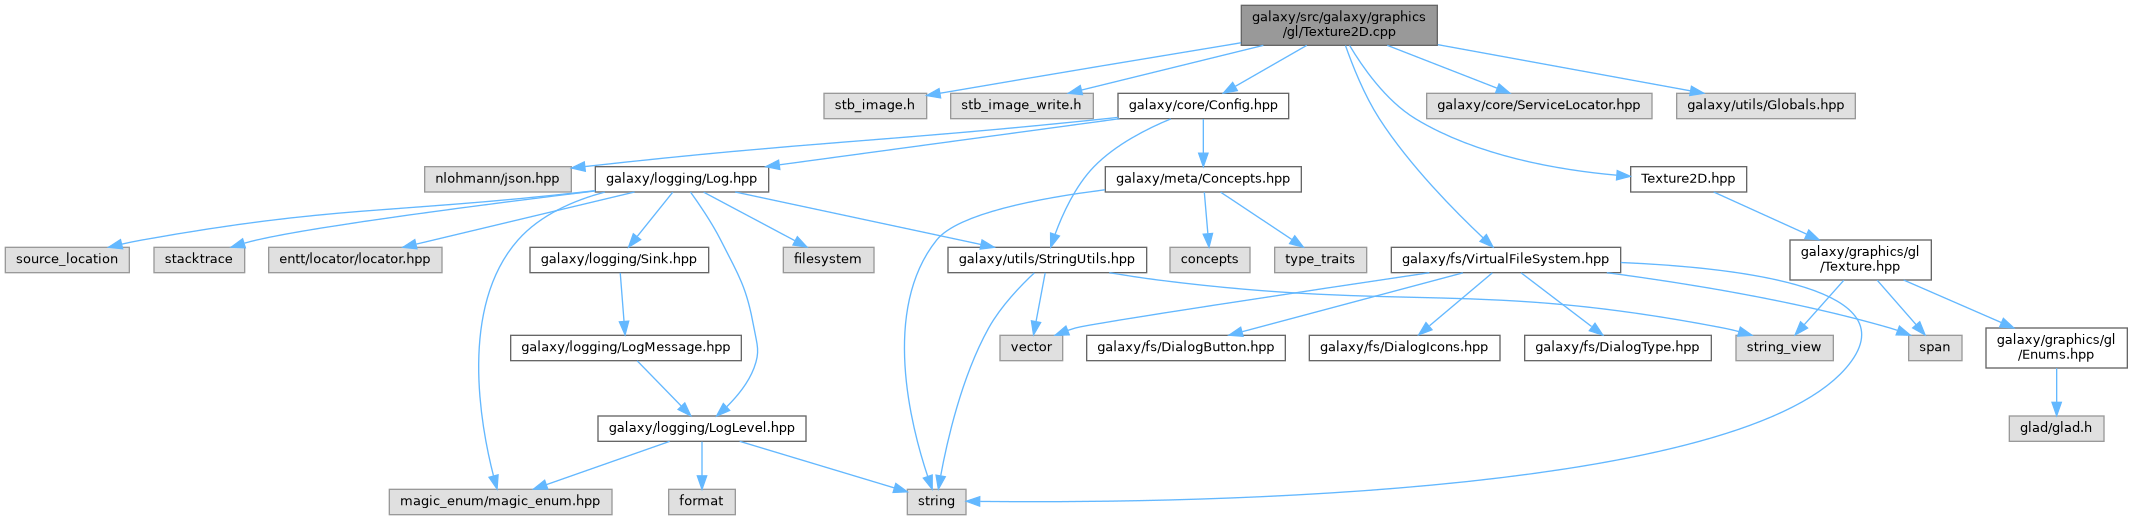 galaxy/src/galaxy/graphics
/gl/Texture2D.cpp
stb_image.h
stb_image_write.h
galaxy/core/Config.hpp
galaxy/core/ServiceLocator.hpp
galaxy/utils/Globals.hpp
nlohmann/json.hpp
galaxy/logging/Log.hpp
galaxy/meta/Concepts.hpp
Texture2D.hpp
source_location
stacktrace
entt/locator/locator.hpp
galaxy/logging/Sink.hpp
filesystem
galaxy/utils/StringUtils.hpp
concepts
type_traits
galaxy/fs/VirtualFileSystem.hpp
galaxy/graphics/gl
/Texture.hpp
galaxy/logging/LogMessage.hpp
vector
galaxy/fs/DialogButton.hpp
galaxy/fs/DialogIcons.hpp
galaxy/fs/DialogType.hpp
string_view
span
galaxy/graphics/gl
/Enums.hpp
galaxy/logging/LogLevel.hpp
glad/glad.h
magic_enum/magic_enum.hpp
format
string